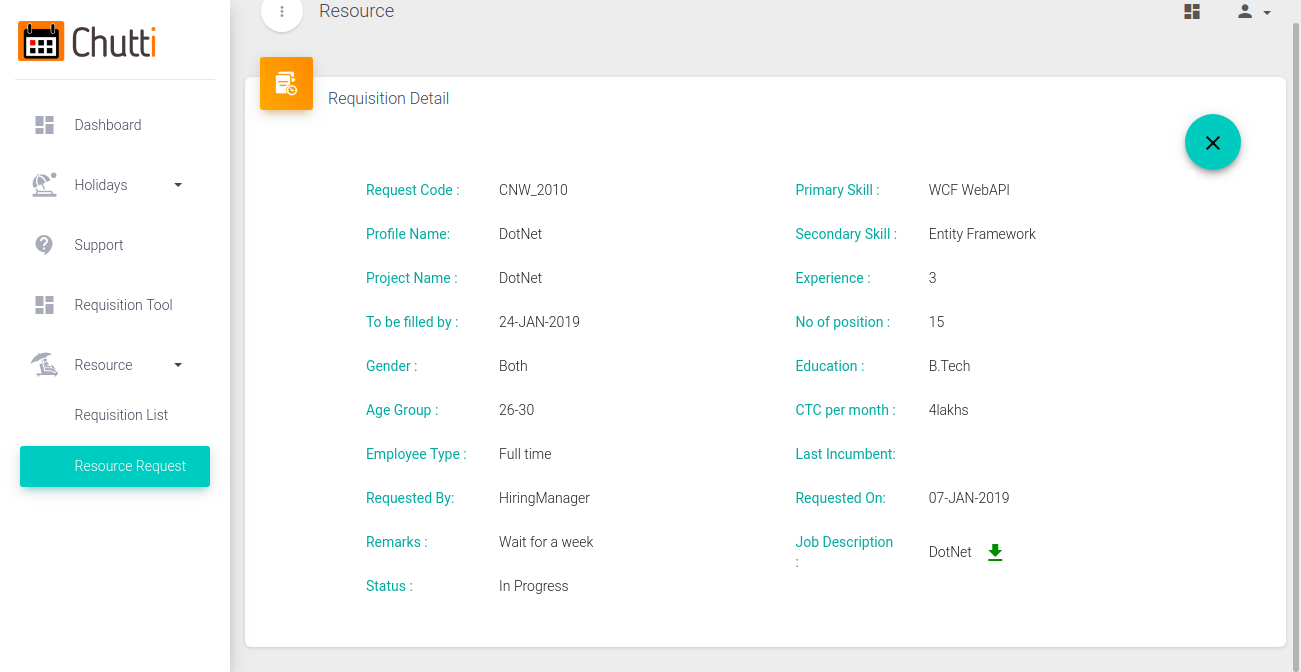 Chutti
Dashboard
Holidays
Support
Requisition Tool
Resource
Requisition List
Resource Request
Resource
Requisition Detail
Request Code : CNW_2010 Primary Skill : WCF WebAPI
Profile Name: DotNet Secondary Skill : Entity Framework
Project Name : DotNet Experience : 3
To be filled by : 24-JAN-2019 No of position : 15
Gender : Both Education : B.Tech
Age Group : 26-30 CTC per month : 4lakhs
Employee Type : Full time Last Incumbent:
Requested By: HiringManager Requested On: 07-JAN-2019
Remarks : Wait for a week Job Description : DotNet
Status : In Progress